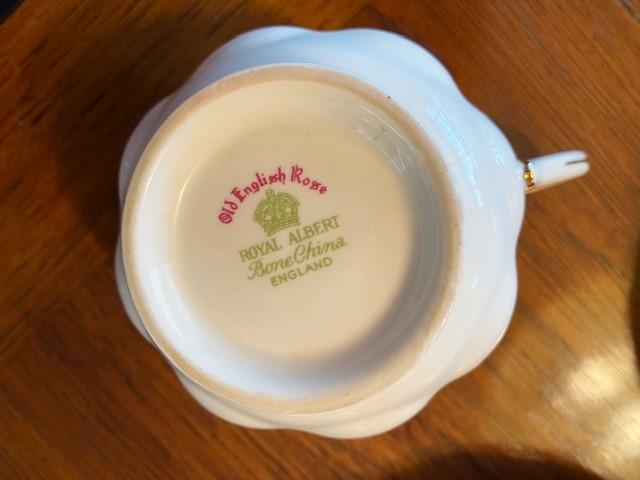 Old English Rose
ROYAL ALBERT
Bone China
ENGLAND